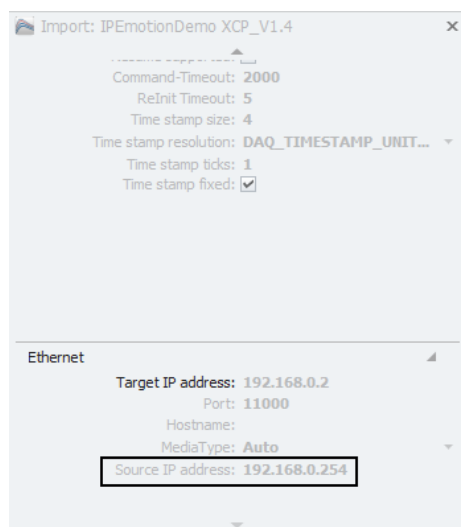 Import: IPEmotionDemo XCP_V1.4
Command-Timeout: 2000
ReInit Timeout: 5
Time stamp size: 4
Time stamp resolution: DAQ_TIMESTAMP_UNIT...
Time stamp ticks: 1
Time stamp fixed:
Ethernet
Target IP address: 192.168.0.2
Port: 11000
Hostname:
MediaType: Auto
Source IP address: 192.168.0.254